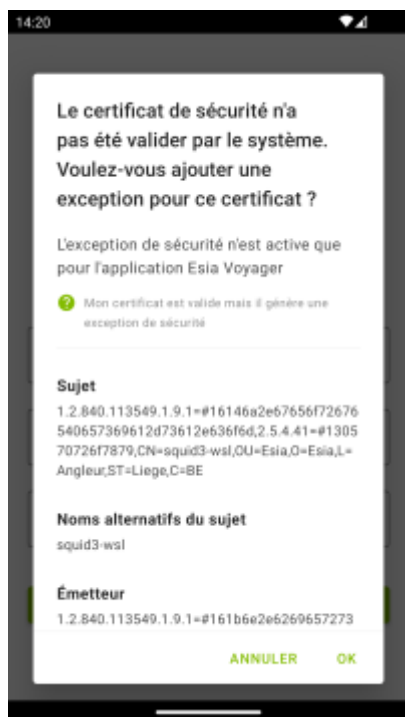 14:20
Le certificat de sécurité n'a
pas été valider par le système.
Voulez-vous ajouter une
exception pour ce certificat ?
L'exception de sécurité n'est active que
pour l'application Esia Voyager
Mon certificat est valide mais il génère une
exception de sécurité
Sujet
1.2.840.113549.1.9.1=#16146a2e67656f72676
540657369612d73612e636f6d,2.5.4.41=#1305
70726f7879,CN=squid3-wsl,OU=Esia,O=Esia,L=
Angleur,ST=Liege,C=BE
Noms alternatifs du sujet
squid3-wsl
Émetteur
1.2.840.113549.1.9.1=#161b6e2e6269657273
ANNULER OK